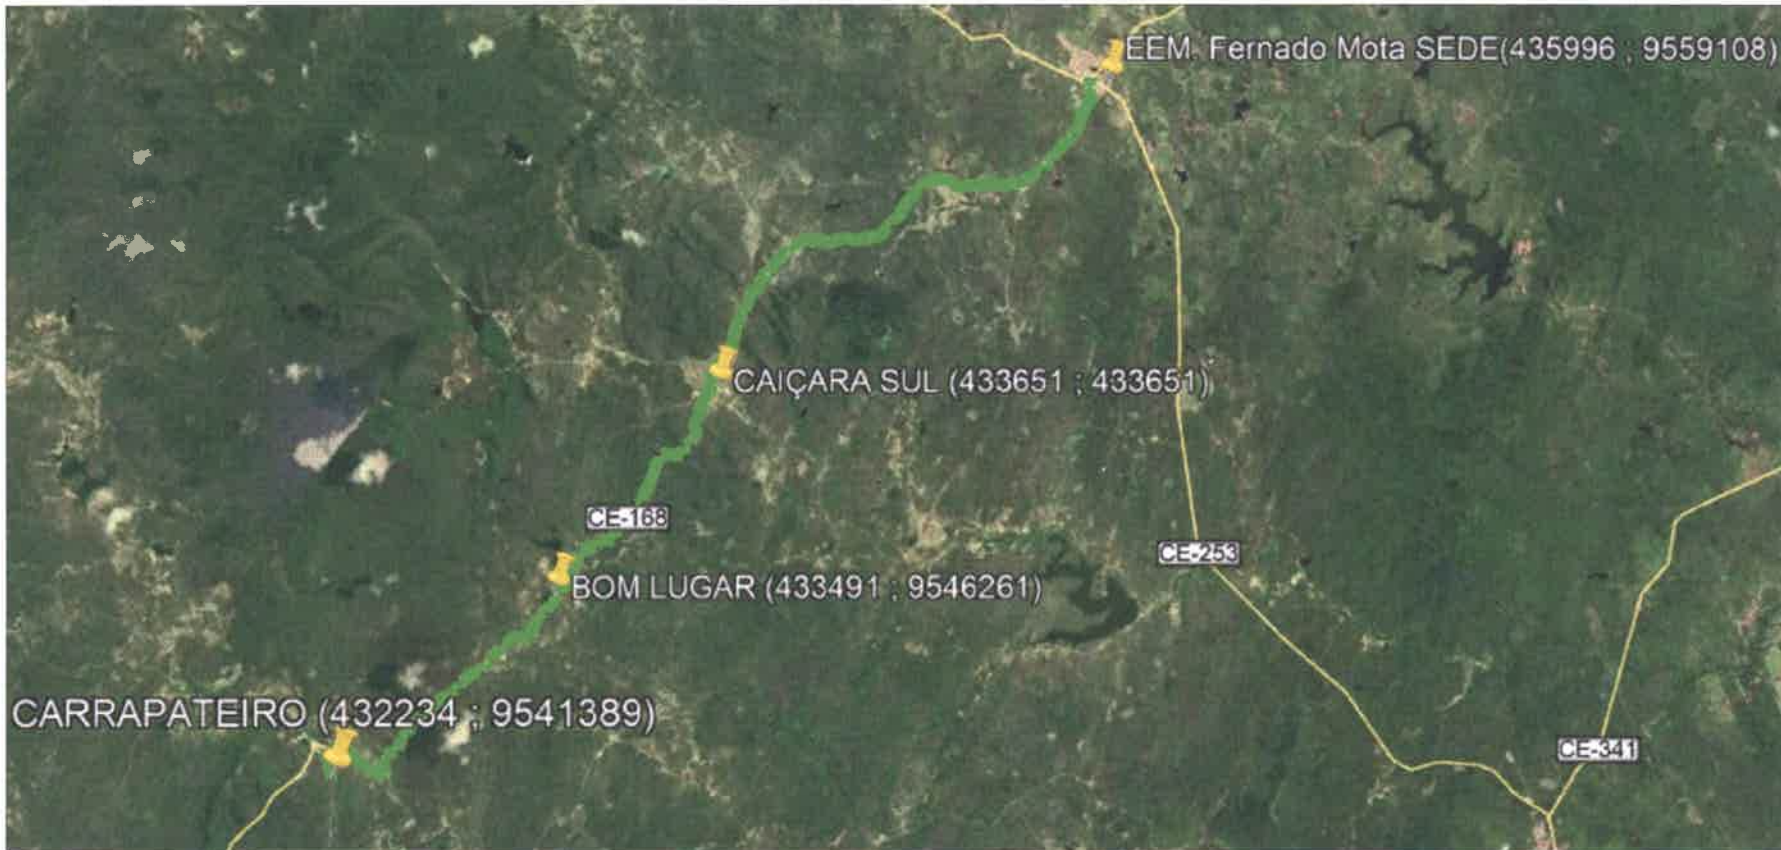 EEM. Fernado Mota SEDE(435996 ; 9559108)
CAIÇARA SUL (433651 ; 433651)
CE-168
CE-253
BOM LUGAR (433491 ; 9546261)
CARRAPATEIRO (432234 ; 9541389)
CE-341